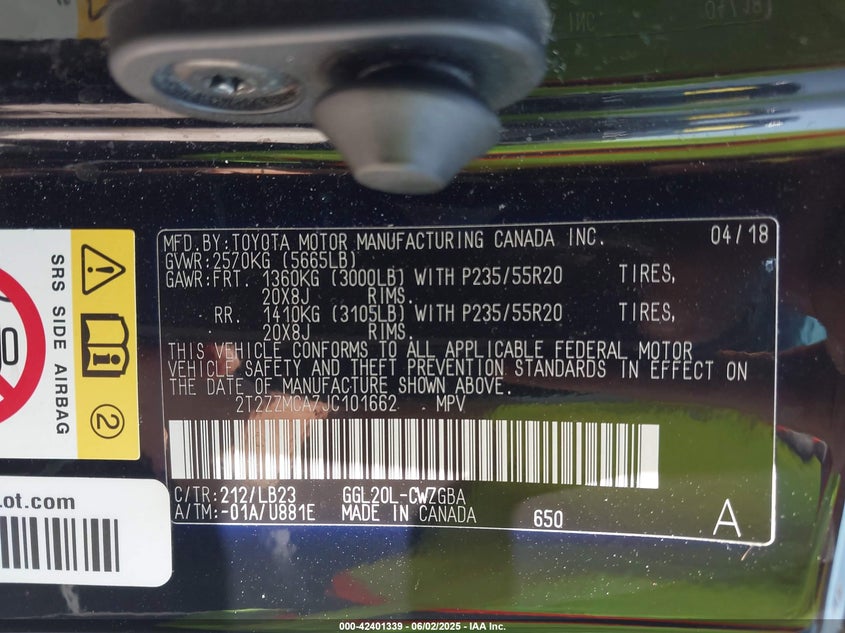 MFD.BY:TOYOTA MOTOR MANUFACTURING CANADA INC. 04/18
GVWR:2570KG (5665LB)
GAWR:FRT. 1360KG (3000LB) WITH P235/55R20 TIRES,
20X8J RIMS.
RR. 1410KG (3105LB) WITH P235/55R20 TIRES,
20X8J RIMS.
THIS VEHICLE CONFORMS TO ALL APPLICABLE FEDERAL MOTOR
VEHICLE SAFETY AND THEFT PREVENTION STANDARDS IN EFFECT ON
THE DATE OF MANUFACTURE SHOWN ABOVE.
2T2ZZMCA7JC101662 MPV
C/TR:212/LB23 GGL20L-CWZGBA
A/TM:-01A/U881E MADE IN CANADA 650 A
SRS SIDE AIRBAG
2
ot.com
000-42401339 - 06/02/2025 - IAA Inc.